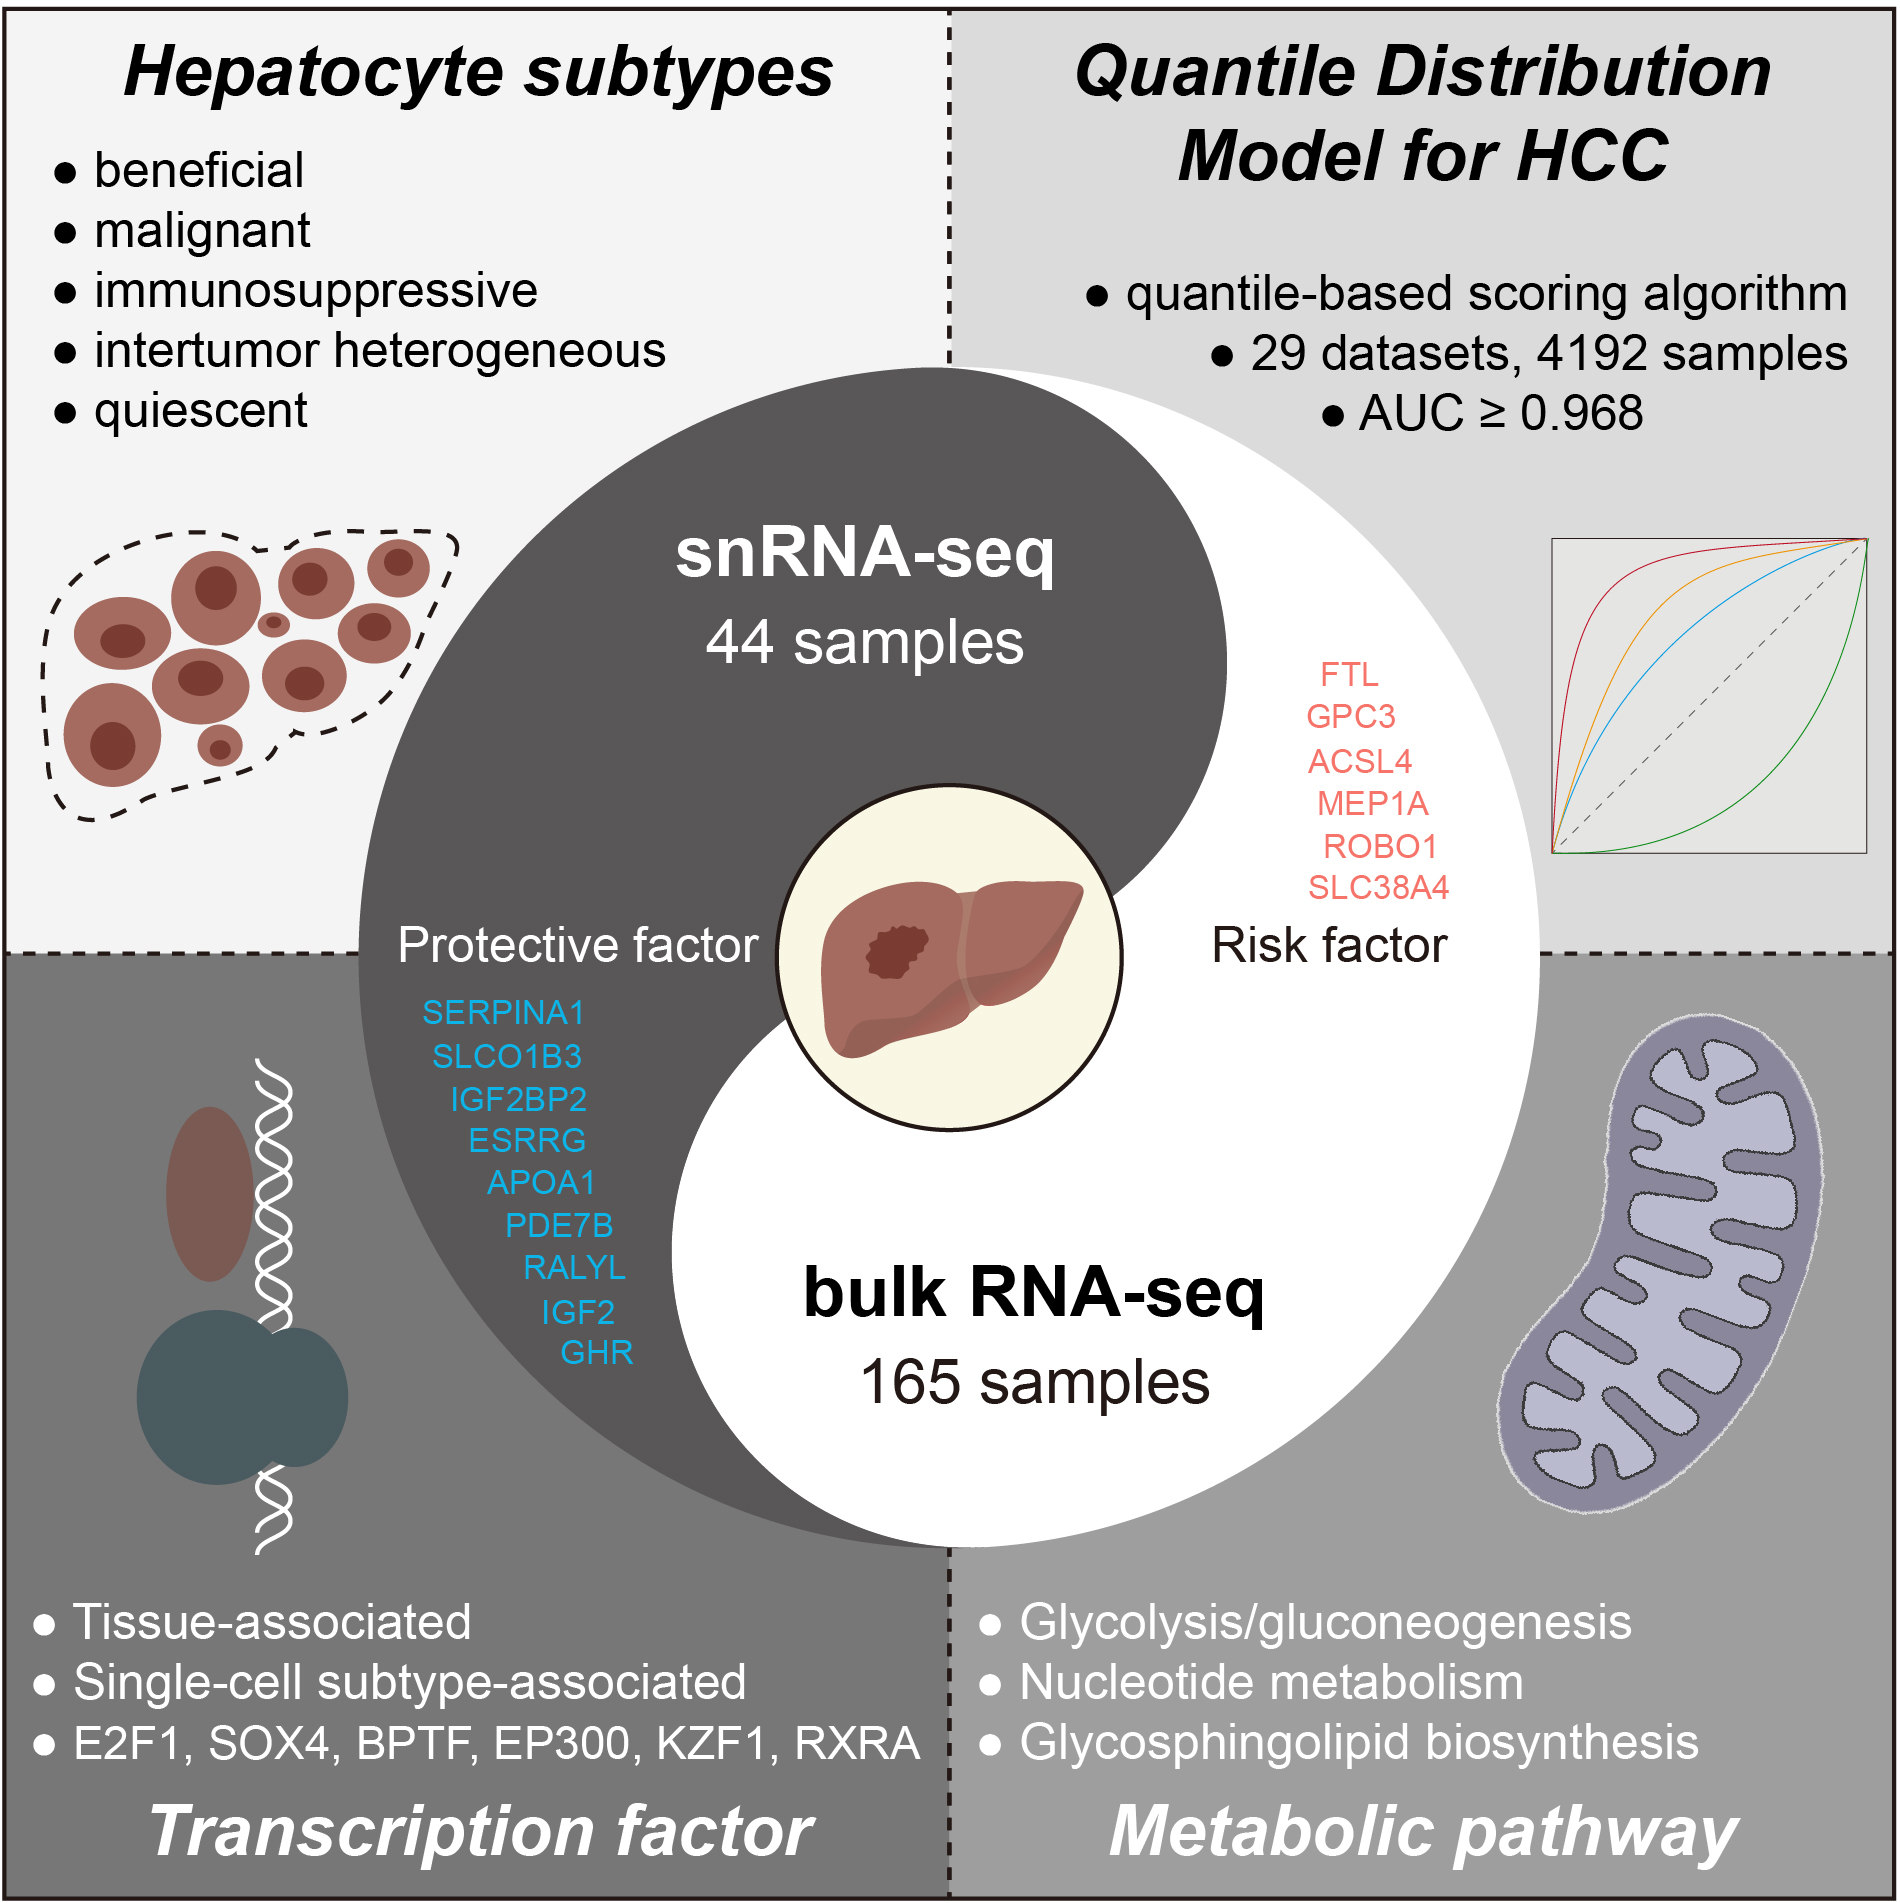 Hepatocyte subtypes
● beneficial
● malignant
● immunosuppressive
● intertumor heterogeneous
● quiescent
Quantile Distribution
Model for HCC
● quantile-based scoring algorithm
● 29 datasets, 4192 samples
● AUC ≥ 0.968
snRNA-seq
44 samples
FTL
GPC3
ACSL4
MEP1A
ROBO1
SLC38A4
Risk factor
Protective factor
SERPINA1
SLCO1B3
IGF2BP2
ESRRG
APOA1
PDE7B
RALYL
IGF2
GHR
bulk RNA-seq
165 samples
● Tissue-associated
● Single-cell subtype-associated
● E2F1, SOX4, BPTF, EP300, KZF1, RXRA
Transcription factor
● Glycolysis/gluconeogenesis
● Nucleotide metabolism
● Glycosphingolipid biosynthesis
Metabolic pathway